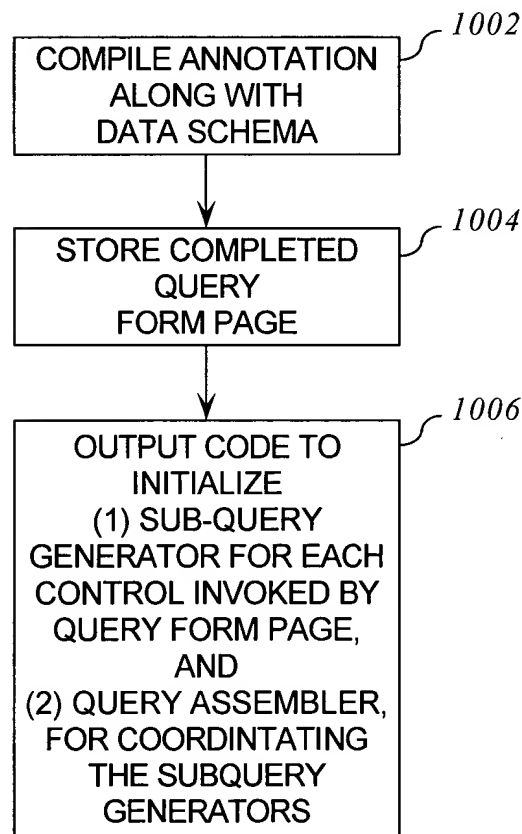 1002
COMPILE ANNOTATION
ALONG WITH
DATA SCHEMA
1004
STORE COMPLETED
QUERY
FORM PAGE
1006
OUTPUT CODE TO
INITIALIZE
(1) SUB-QUERY
GENERATOR FOR EACH
CONTROL INVOKED BY
QUERY FORM PAGE,
AND
(2) QUERY ASSEMBLER,
FOR COORDINTATING
THE SUBQUERY
GENERATORS